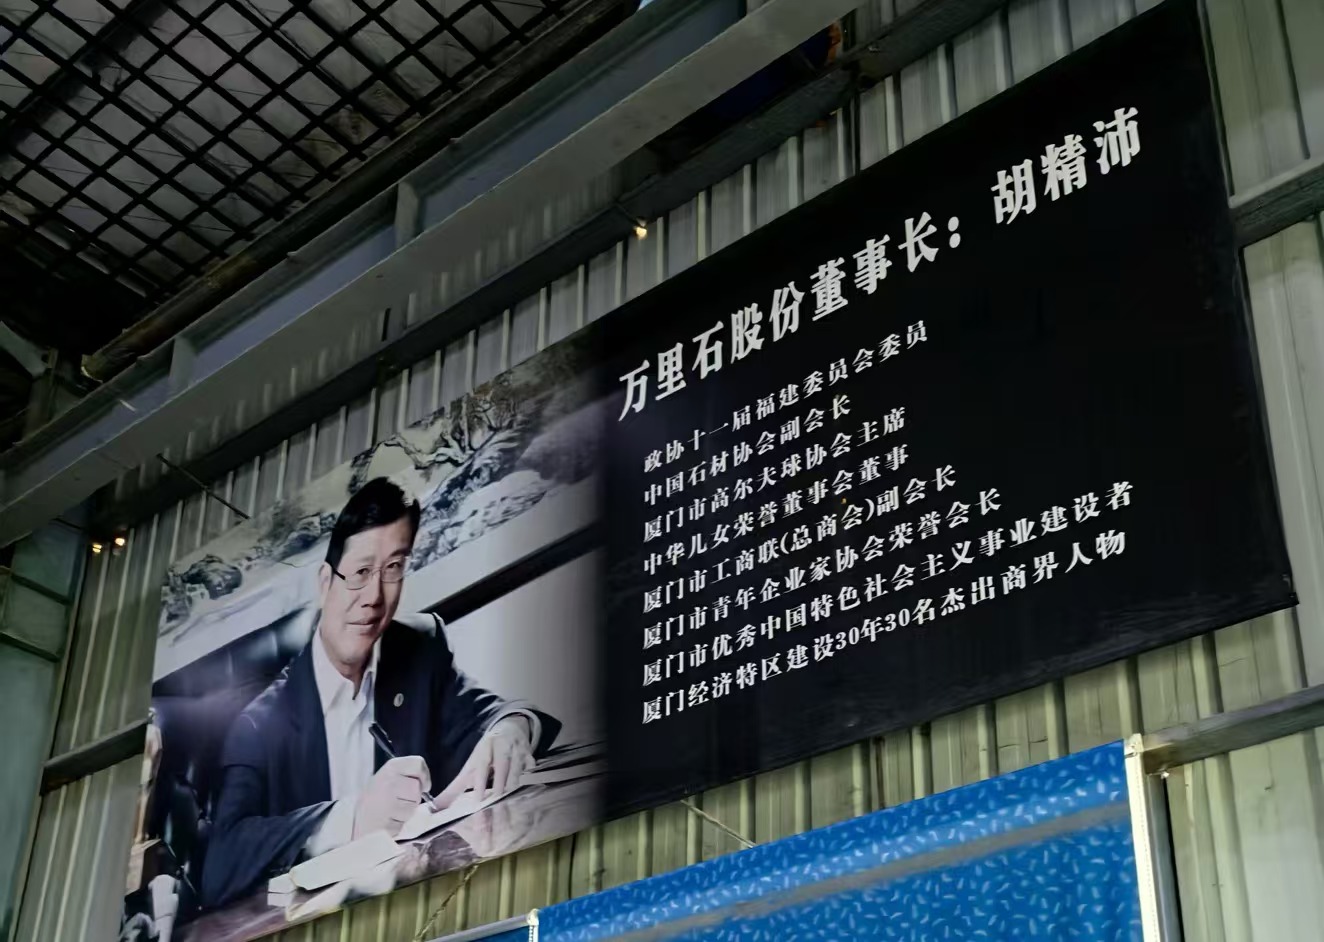 万里石股份董事长：胡精沛
政协十一届福建委员会委员
中国石材协会副会长
厦门市高尔夫球协会主席
中华儿女荣誉董事会董事
厦门市工商联(总商会)副会长
厦门市青年企业家协会荣誉会长
厦门市优秀中国特色社会主义事业建设者
厦门经济特区建设30年30名杰出商界人物